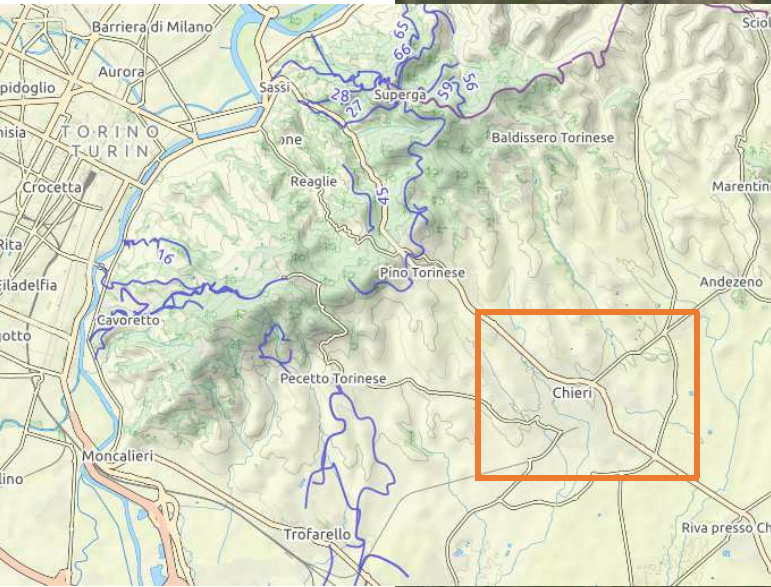 Barriera di Milano
Sciol
65
66
Aurora
pidoglio
Sassi
28
27
Superga
59
56
TORINO
TURIN
nisia
one
Baldissero Torinese
Crocetta
Reaglie
45
Marentin
Rita
16
Pino Torinese
Filadelfia
Andezeno
Cavoretto
otto
Pecetto Torinese
Chieri
Moncalieri
lino
Trofarello
Riva presso Ch